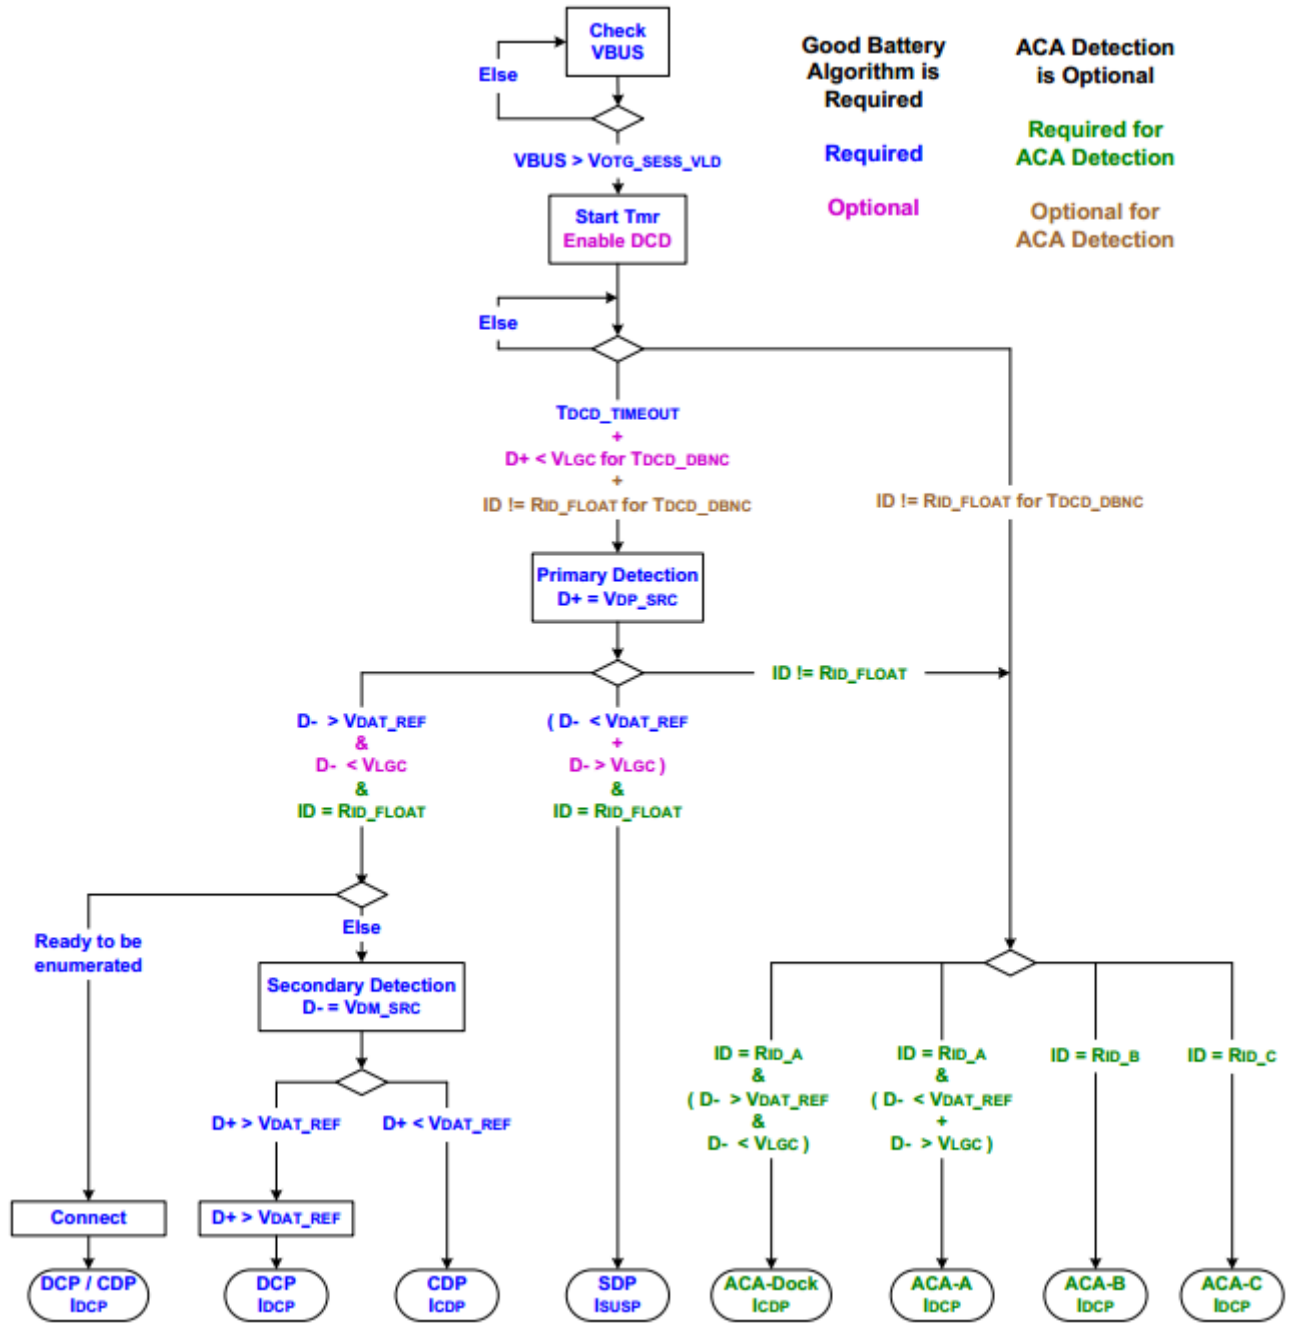 Check
VBUS
Else
VBUS > VOTG_SESS_VLD
Good Battery
Algorithm is
Required
Required
Optional
ACA Detection
is Optional
Required for
ACA Detection
Optional for
ACA Detection
Start Tmr
Enable DCD
Else
TDCD_TIMEOUT
+
D+ < VLGC for TDCD_DBNC
+
ID != RID_FLOAT for TDCD_DBNC
ID != RID_FLOAT for TDCD_DBNC
Primary Detection
D+ = VDP_SRC
ID != RID_FLOAT
D- > VDAT_REF
&
D- < VLGC
&
ID = RID_FLOAT
( D- < VDAT_REF
+
D- > VLGC )
&
ID = RID_FLOAT
Ready to be
enumerated
Else
Secondary Detection
D- = VDM_SRC
D+ > VDAT_REF
D+ < VDAT_REF
ID = RID_A
&
( D- > VDAT_REF
&
D- < VLGC )
ID = RID_A
&
( D- < VDAT_REF
+
D- > VLGC )
ID = RID_B
ID = RID_C
Connect
D+ > VDAT_REF
DCP / CDP
IDCP
DCP
IDCP
CDP
ICDP
SDP
ISUSP
ACA-Dock
ICDP
ACA-A
IDCP
ACA-B
IDCP
ACA-C
IDCP